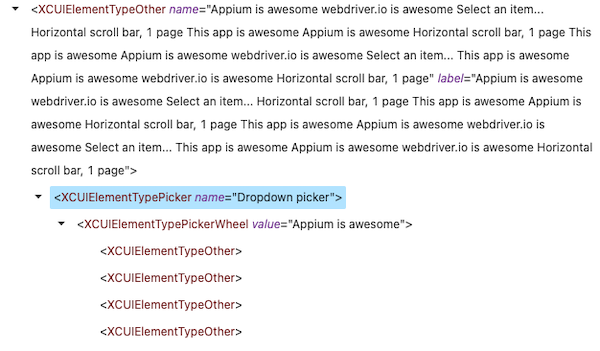 <XCUIElementTypeOther name="Appium is awesome webdriver.io is awesome Select an item...
Horizontal scroll bar, 1 page This app is awesome Horizontal scroll bar, 1 page This
app is awesome Appium is awesome webdriver.io is awesome Select an item... This app is awesome
Appium is awesome webdriver.io is awesome Horizontal scroll bar, 1 page" label="Appium is awesome
webdriver.io is awesome Select an item... Horizontal scroll bar, 1 page This app is awesome Appium is
awesome Horizontal scroll bar, 1 page This app is awesome Appium is awesome webdriver.io is
awesome Select an item... This app is awesome Appium is awesome webdriver.io is awesome Horizontal
scroll bar, 1 page">
<XCUIElementTypePicker name="Dropdown picker">
<XCUIElementTypePickerWheel value="Appium is awesome">
<XCUIElementTypeOther>
<XCUIElementTypeOther>
<XCUIElementTypeOther>
<XCUIElementTypeOther>